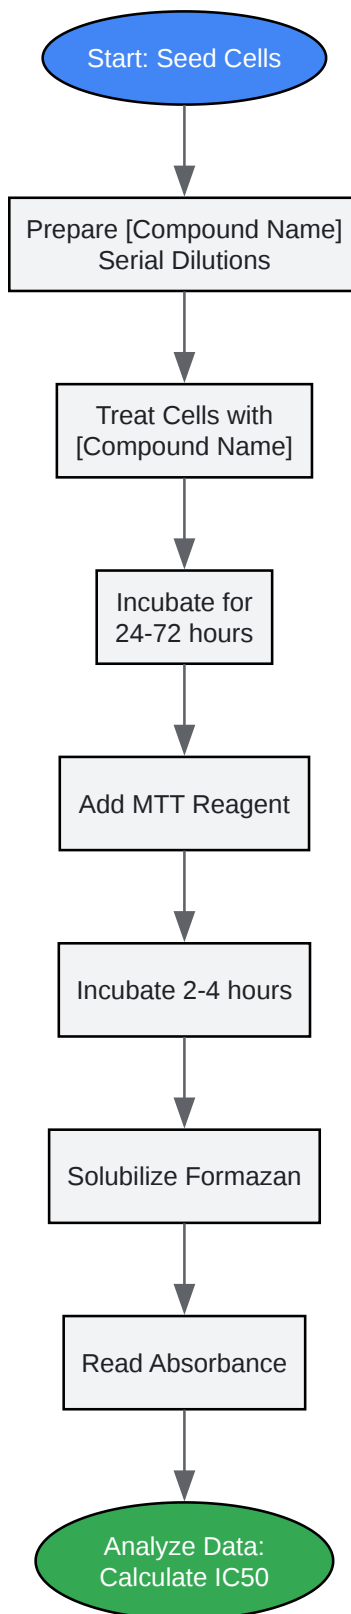 Start: Seed Cells
Prepare [Compound Name]
Serial Dilutions
Treat Cells with
[Compound Name]
Incubate for
24-72 hours
Add MTT Reagent
Incubate 2-4 hours
Solubilize Formazan
Read Absorbance
Analyze Data:
Calculate IC50